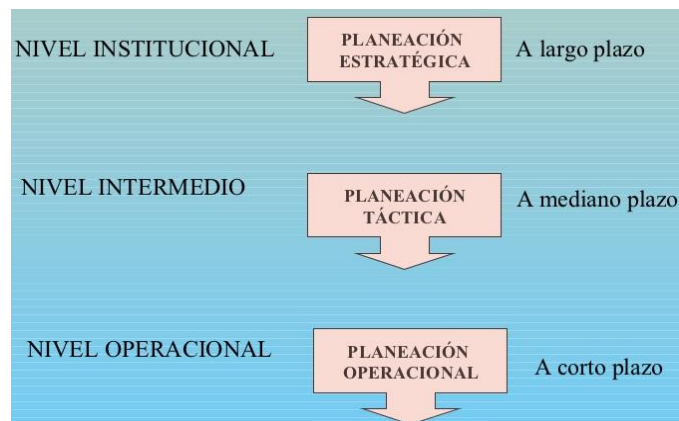 NIVEL INSTITUCIONAL
PLANEACIÓN
ESTRATÉGICA
A largo plazo
NIVEL INTERMEDIO
PLANEACIÓN
TÁCTICA
A mediano plazo
NIVEL OPERACIONAL
PLANEACIÓN
OPERACIONAL
A corto plazo